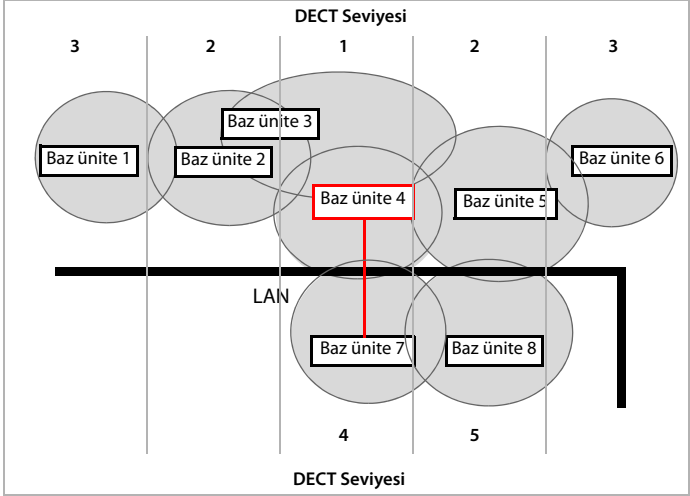 DECT Seviyesi
3 2 1 2 3
Baz ünite 3
Baz ünite 1
Baz ünite 2
Baz ünite 6
Baz ünite 4
Baz ünite 5
LAN
Baz ünite 7
Baz ünite 8
4 5
DECT Seviyesi